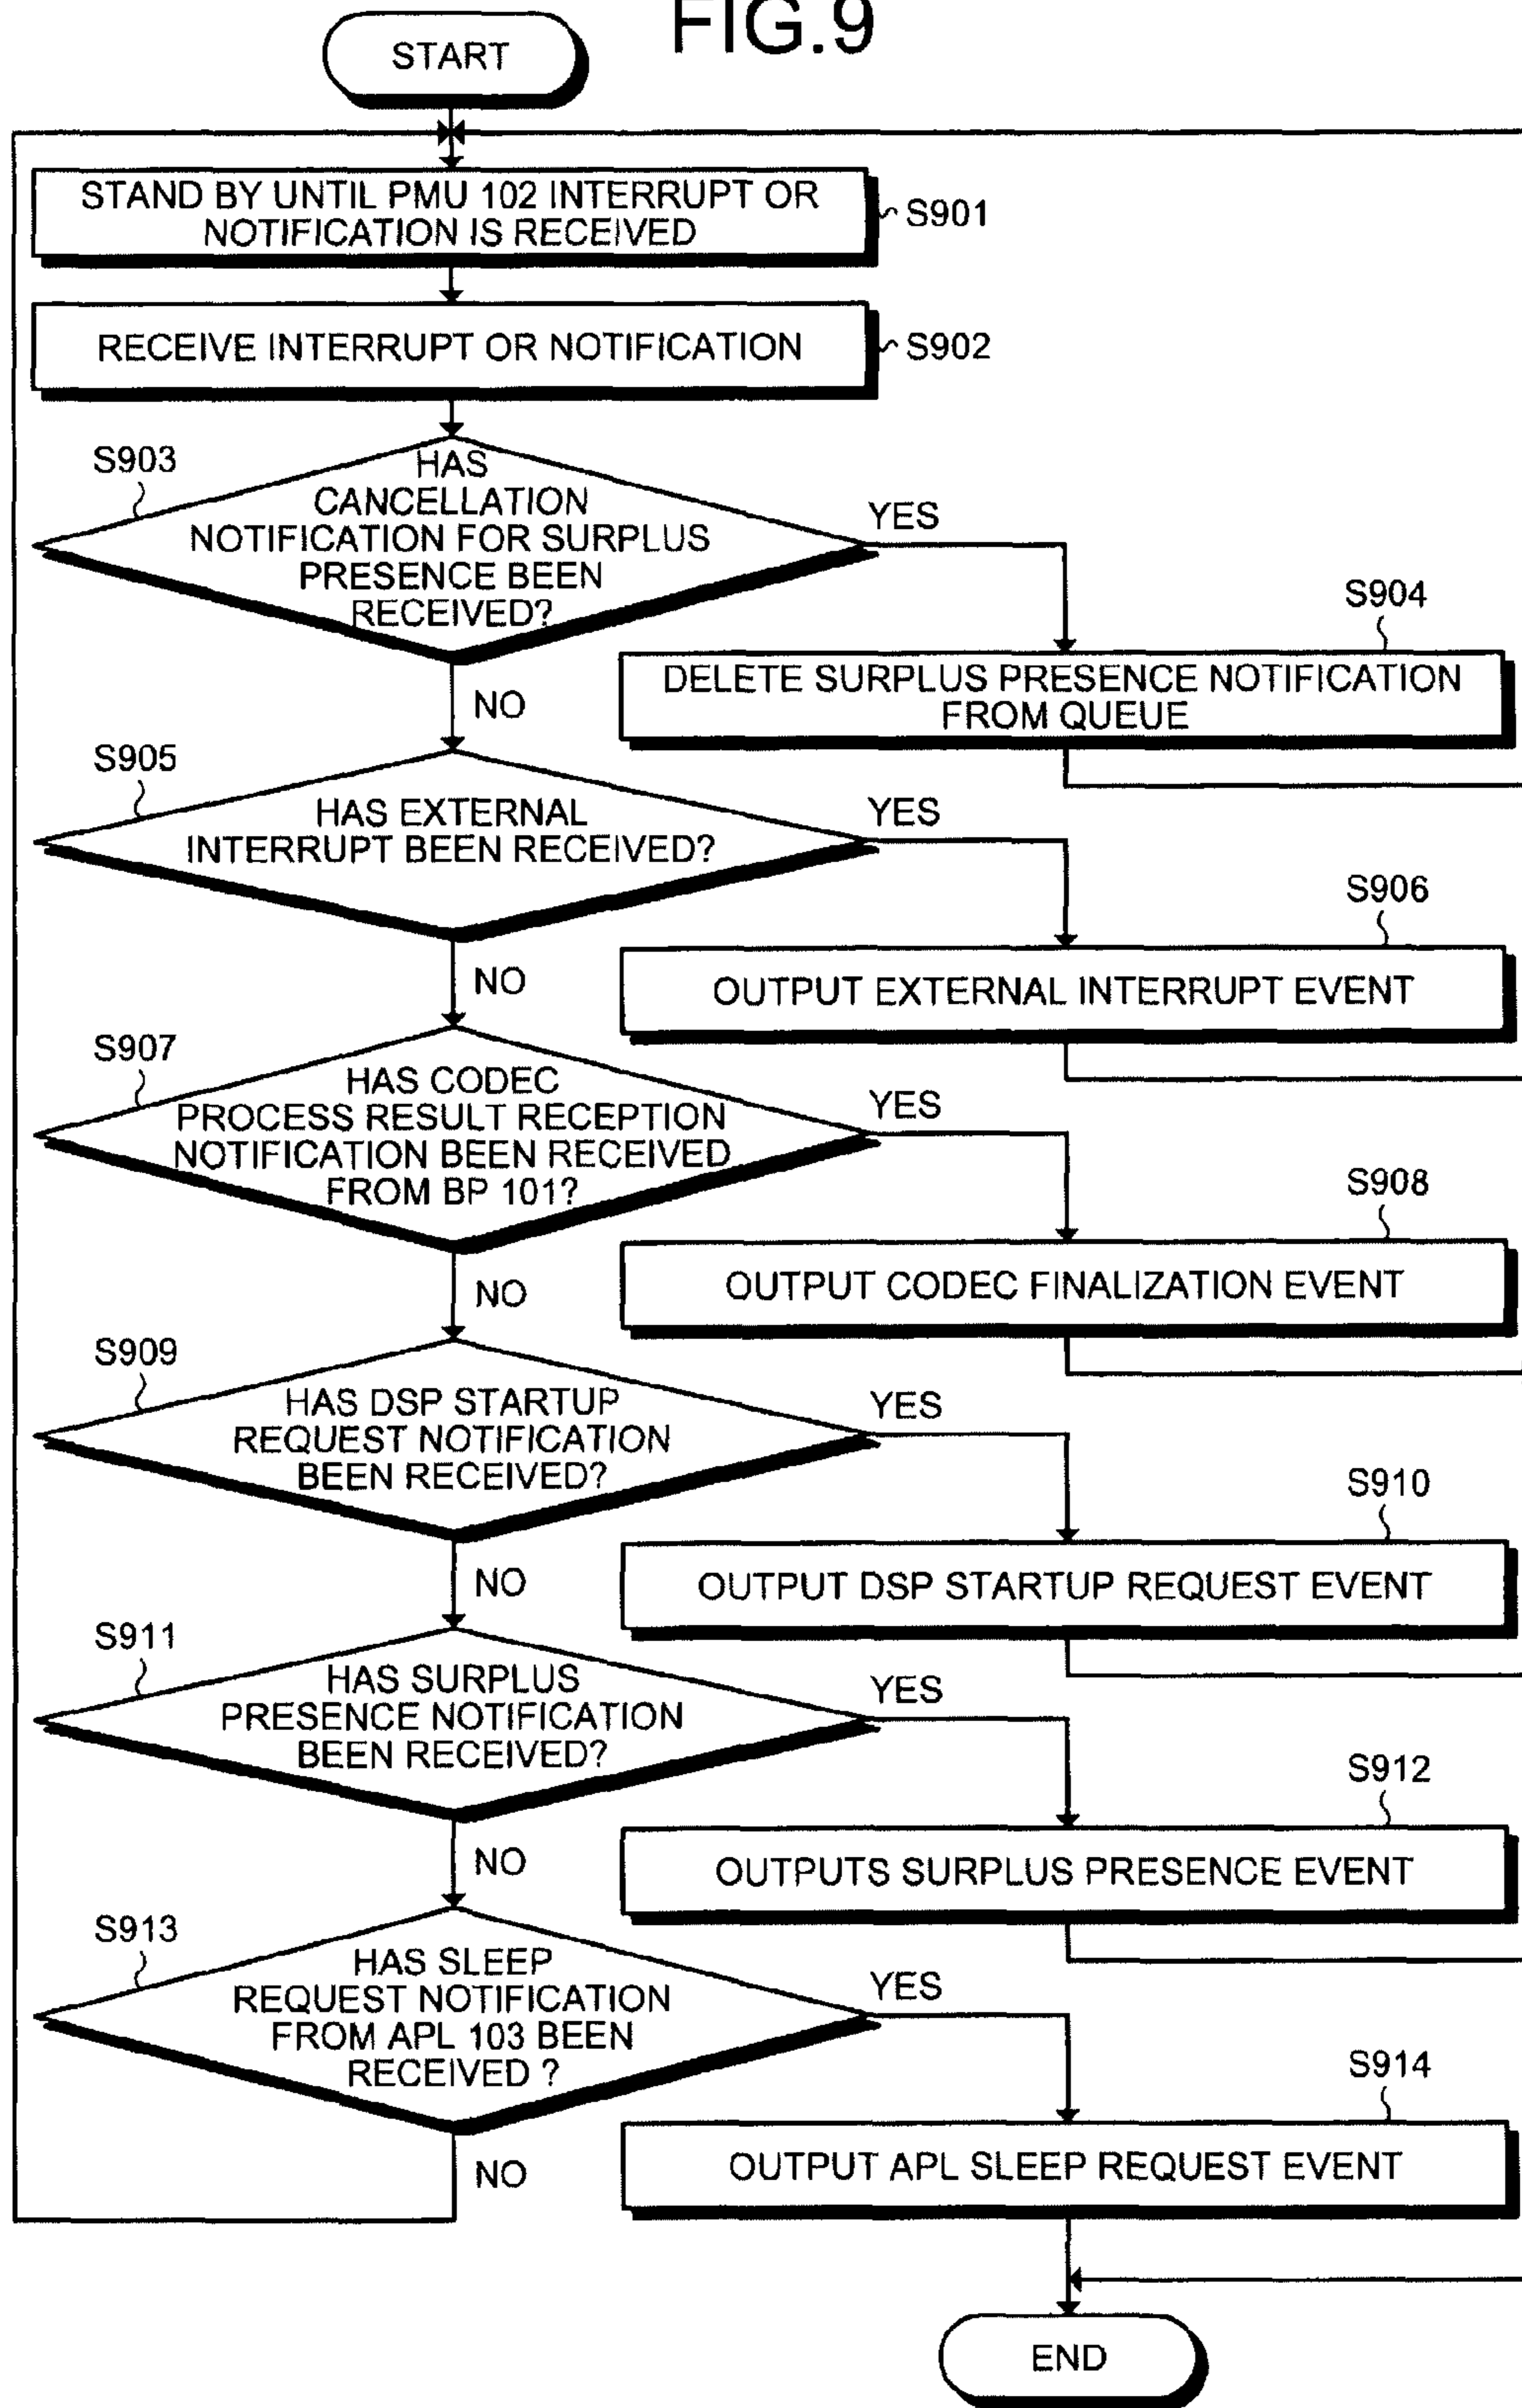 FIG.9
START
STAND BY UNTIL PMU 102 INTERRUPT OR
NOTIFICATION IS RECEIVED
S901
RECEIVE INTERRUPT OR NOTIFICATION
S902
S903
HAS
CANCELLATION
NOTIFICATION FOR SURPLUS
PRESENCE BEEN
RECEIVED?
YES
NO
S904
DELETE SURPLUS PRESENCE NOTIFICATION
FROM QUEUE
S905
HAS EXTERNAL
INTERRUPT BEEN RECEIVED?
YES
NO
S906
OUTPUT EXTERNAL INTERRUPT EVENT
S907
HAS CODEC
PROCESS RESULT RECEPTION
NOTIFICATION BEEN RECEIVED
FROM BP 101?
YES
NO
S908
OUTPUT CODEC FINALIZATION EVENT
S909
HAS DSP STARTUP
REQUEST NOTIFICATION
BEEN RECEIVED?
YES
NO
S910
OUTPUT DSP STARTUP REQUEST EVENT
S911
HAS SURPLUS
PRESENCE NOTIFICATION
BEEN RECEIVED?
YES
NO
S912
OUTPUTS SURPLUS PRESENCE EVENT
S913
HAS SLEEP
REQUEST NOTIFICATION
FROM APL 103 BEEN
RECEIVED ?
YES
NO
S914
OUTPUT APL SLEEP REQUEST EVENT
END